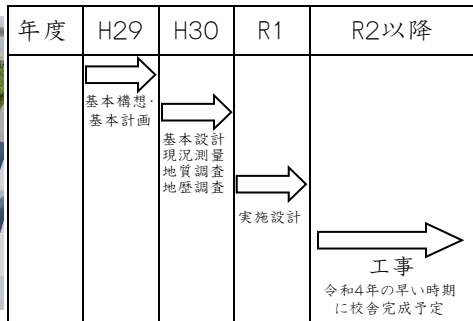 年度 H29 H30 R1 R2以降
基本構想・
基本計画
基本設計
現況測量
地質調査
地歴調査
実施設計
工事
令和4年の早い時期
に校舎完成予定